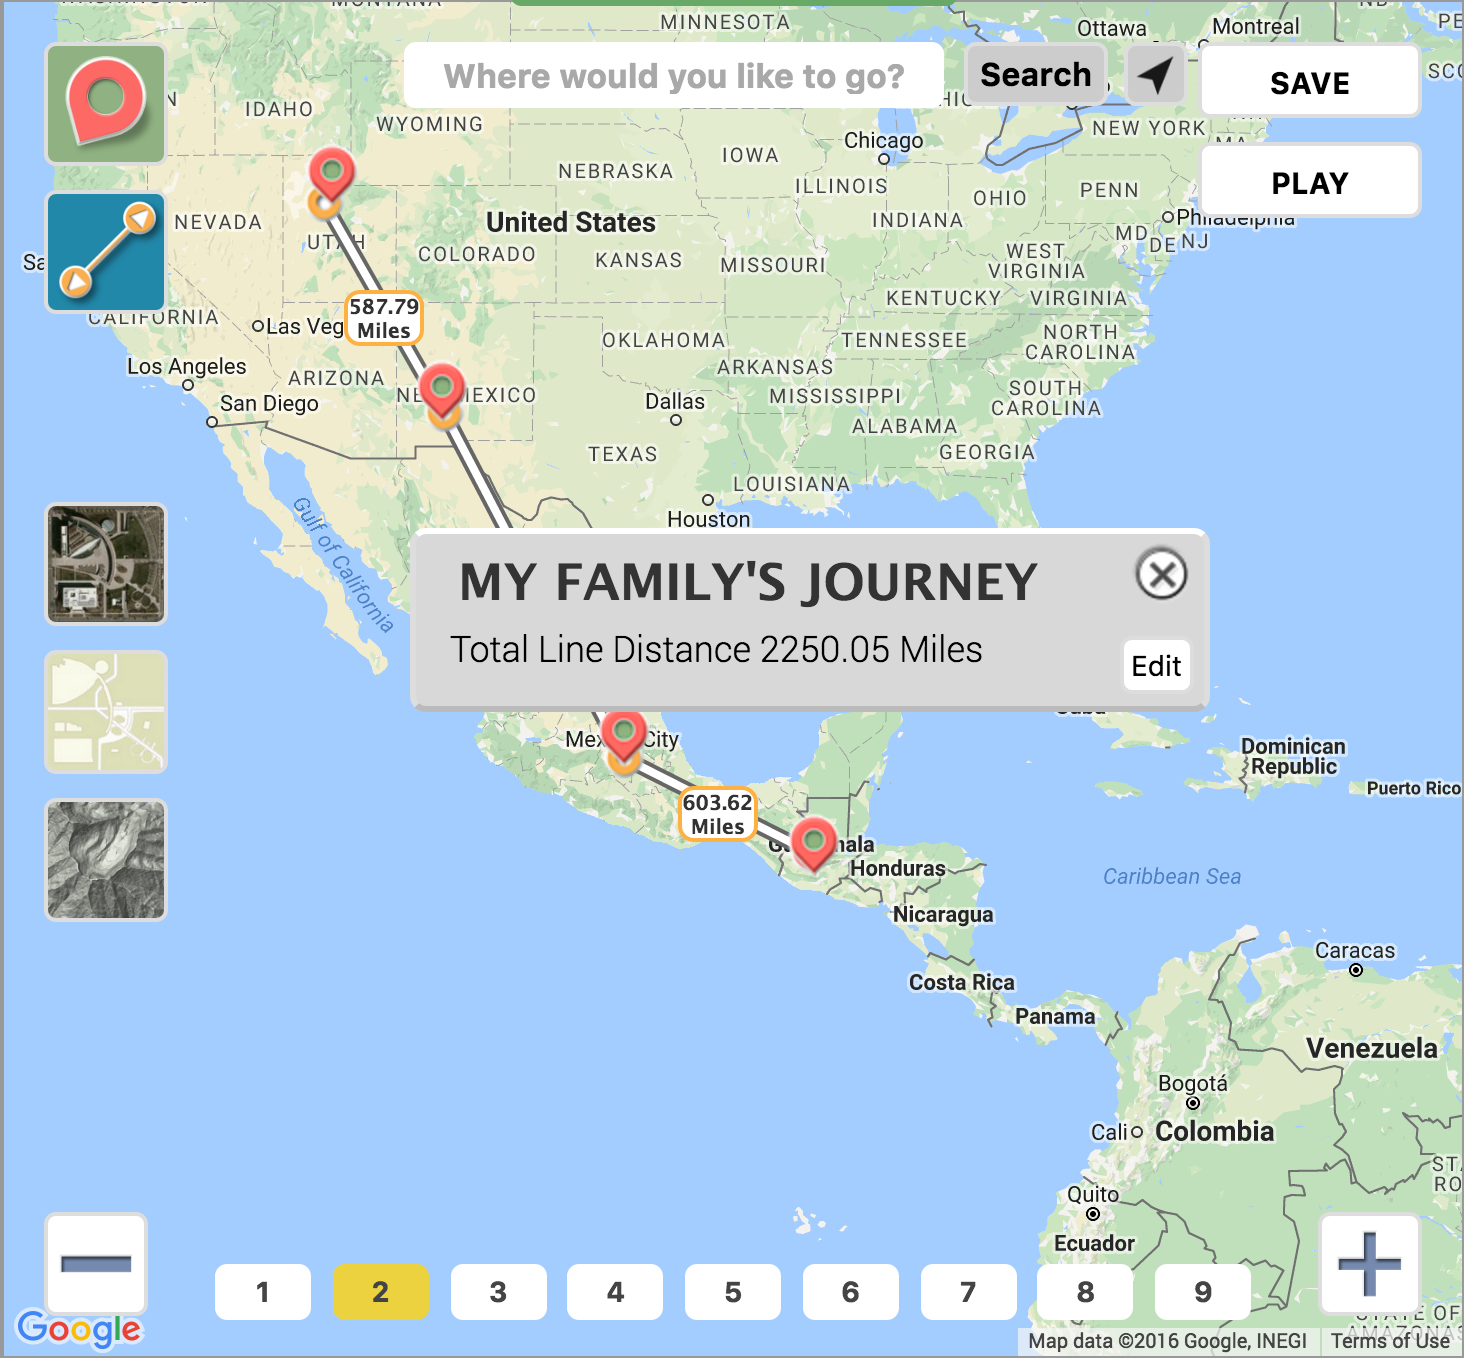 MINNESOTA
Ottawa
Montreal
Where would you like to go?
Search
SAVE
IDAHO
WYOMING
NEW YORK
Chicago
IOWA
NEBRASKA
ILLINOIS
OHIO
PENN
PLAY
NEVADA
United States
INDIANA
Philadelphia
UTAH
COLORADO
KANSAS
MISSOURI
WEST
VIRGINIA
MD
DE
NJ
KENTUCKY
VIRGINIA
587.79
Miles
CALIFORNIA
Las Veg
OKLAHOMA
TENNESSEE
NORTH
CAROLINA
Los Angeles
ARIZONA
ARKANSAS
MISSISSIPPI
SOUTH
CAROLINA
San Diego
NE MEXICO
Dallas
ALABAMA
TEXAS
GEORGIA
LOUISIANA
Houston
Gulf of California
MY FAMILY'S JOURNEY
Total Line Distance 2250.05 Miles
Edit
Cuba
Mexico City
Dominican
Republic
Puerto Rico
603.62
Miles
Guatemala
Honduras
Caribbean Sea
Nicaragua
Caracas
Costa Rica
Panama
Venezuela
Bogotá
Cali
Colombia
Quito
Ecuador
1 2 3 4 5 6 7 8 9
Google
Map data ©2016 Google, INEGI
Terms of Use